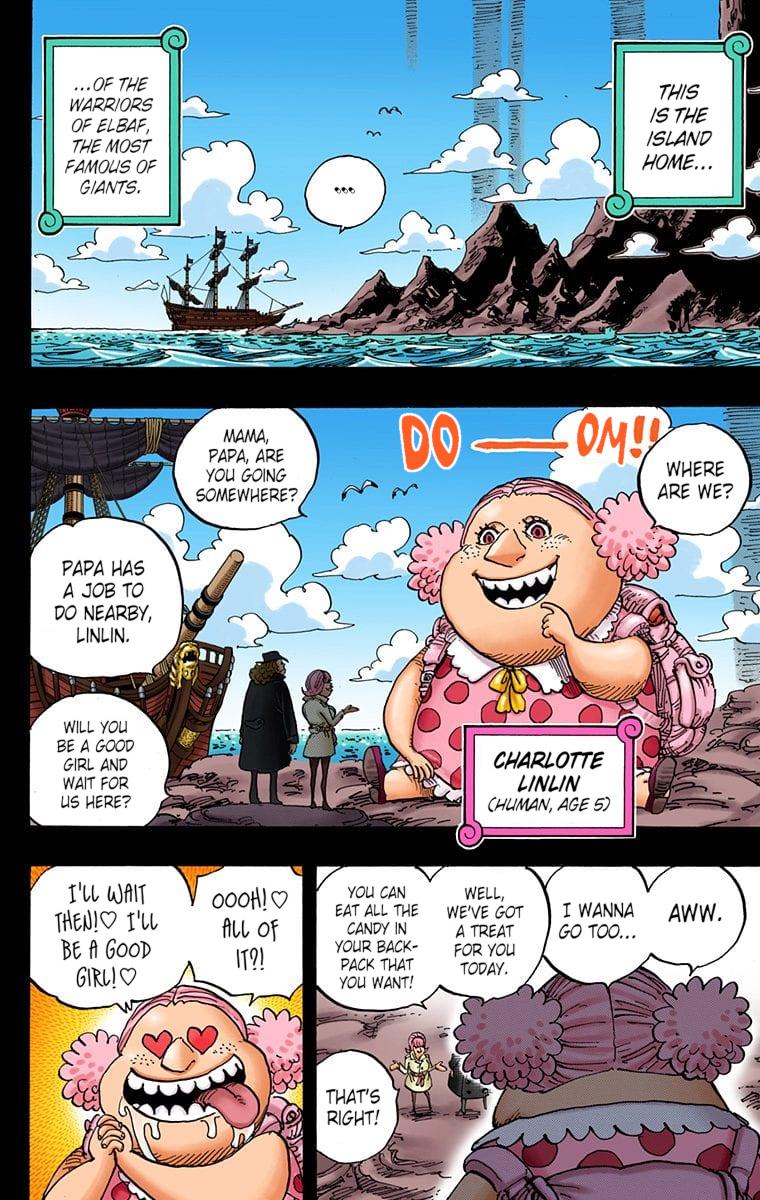 THIS
IS THE
ISLAND
HOME...
...OF THE
WARRIORS
OF ELBAF,
THE MOST
FAMOUS OF
GIANTS.
...
DO — OM!!
WHERE
ARE WE?
MAMA,
PAPA, ARE
YOU GOING
SOMEWHERE?
PAPA HAS
A JOB TO
DO NEARBY,
LINLIN.
WILL YOU
BE A GOOD
GIRL AND
WAIT FOR
US HERE?
CHARLOTTE
LINLIN
(HUMAN, AGE 5)
AWW.
I WANNA
GO TOO...
WELL,
WE'VE GOT
A TREAT
FOR YOU
TODAY.
YOU CAN
EAT ALL THE
CANDY IN
YOUR BACK-
PACK THAT
YOU WANT!
THAT'S
RIGHT!
OOOH!♡
ALL OF
IT?!
I'LL WAIT
THEN!♡ I'LL
BE A GOOD
GIRL!♡